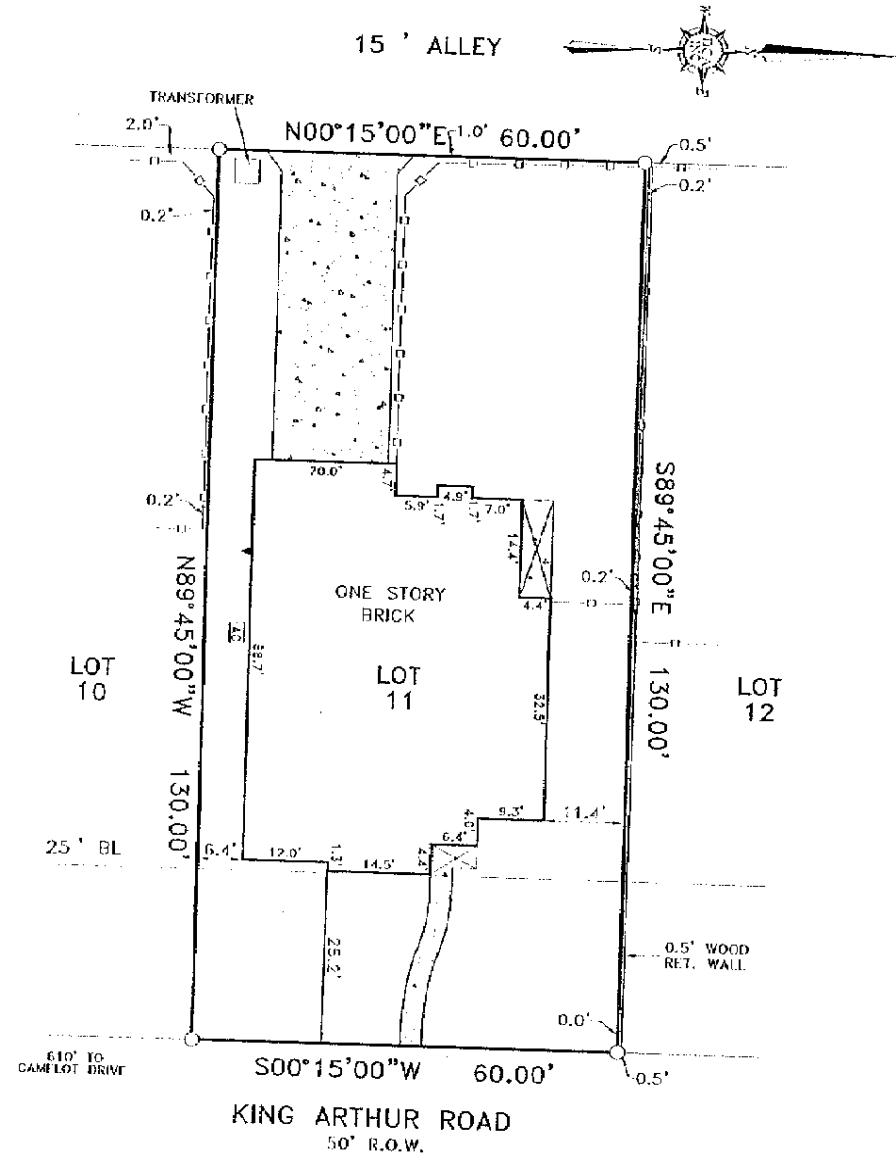 15 ' ALLEY
TRANSFORMER
2.0'
N00°15'00"E
1.0'
60.00'
0.5'
0.2'
0.2'
20.0'
4.7'
5.9'
1.7'
4.9'
1.7'
7.0'
14.4'
4.4'
0.2'
0.2'
S89°45'00"E 130.00'
N89°45'00"W 130.00'
ONE STORY
BRICK
LOT
10
LOT
11
LOT
12
32.5'
9.3'
11.4'
6.4'
4.4'
25 ' BL
6.4'
12.0'
1.3'
14.5'
25.2'
0.5' WOOD
RET. WALL
0.0'
0.5'
610' TO
CAMELOT DRIVE
S00°15'00"W 60.00'
KING ARTHUR ROAD
50' R.O.W.